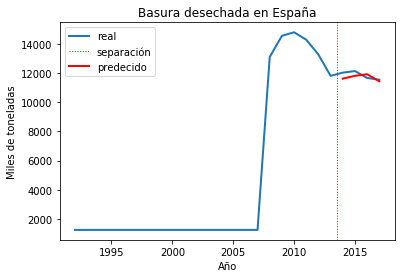 Basura desechada en España
real
separación
predecido
Miles de toneladas
14000
12000
10000
8000
6000
4000
2000
1995
2000
2005
2010
2015
Año